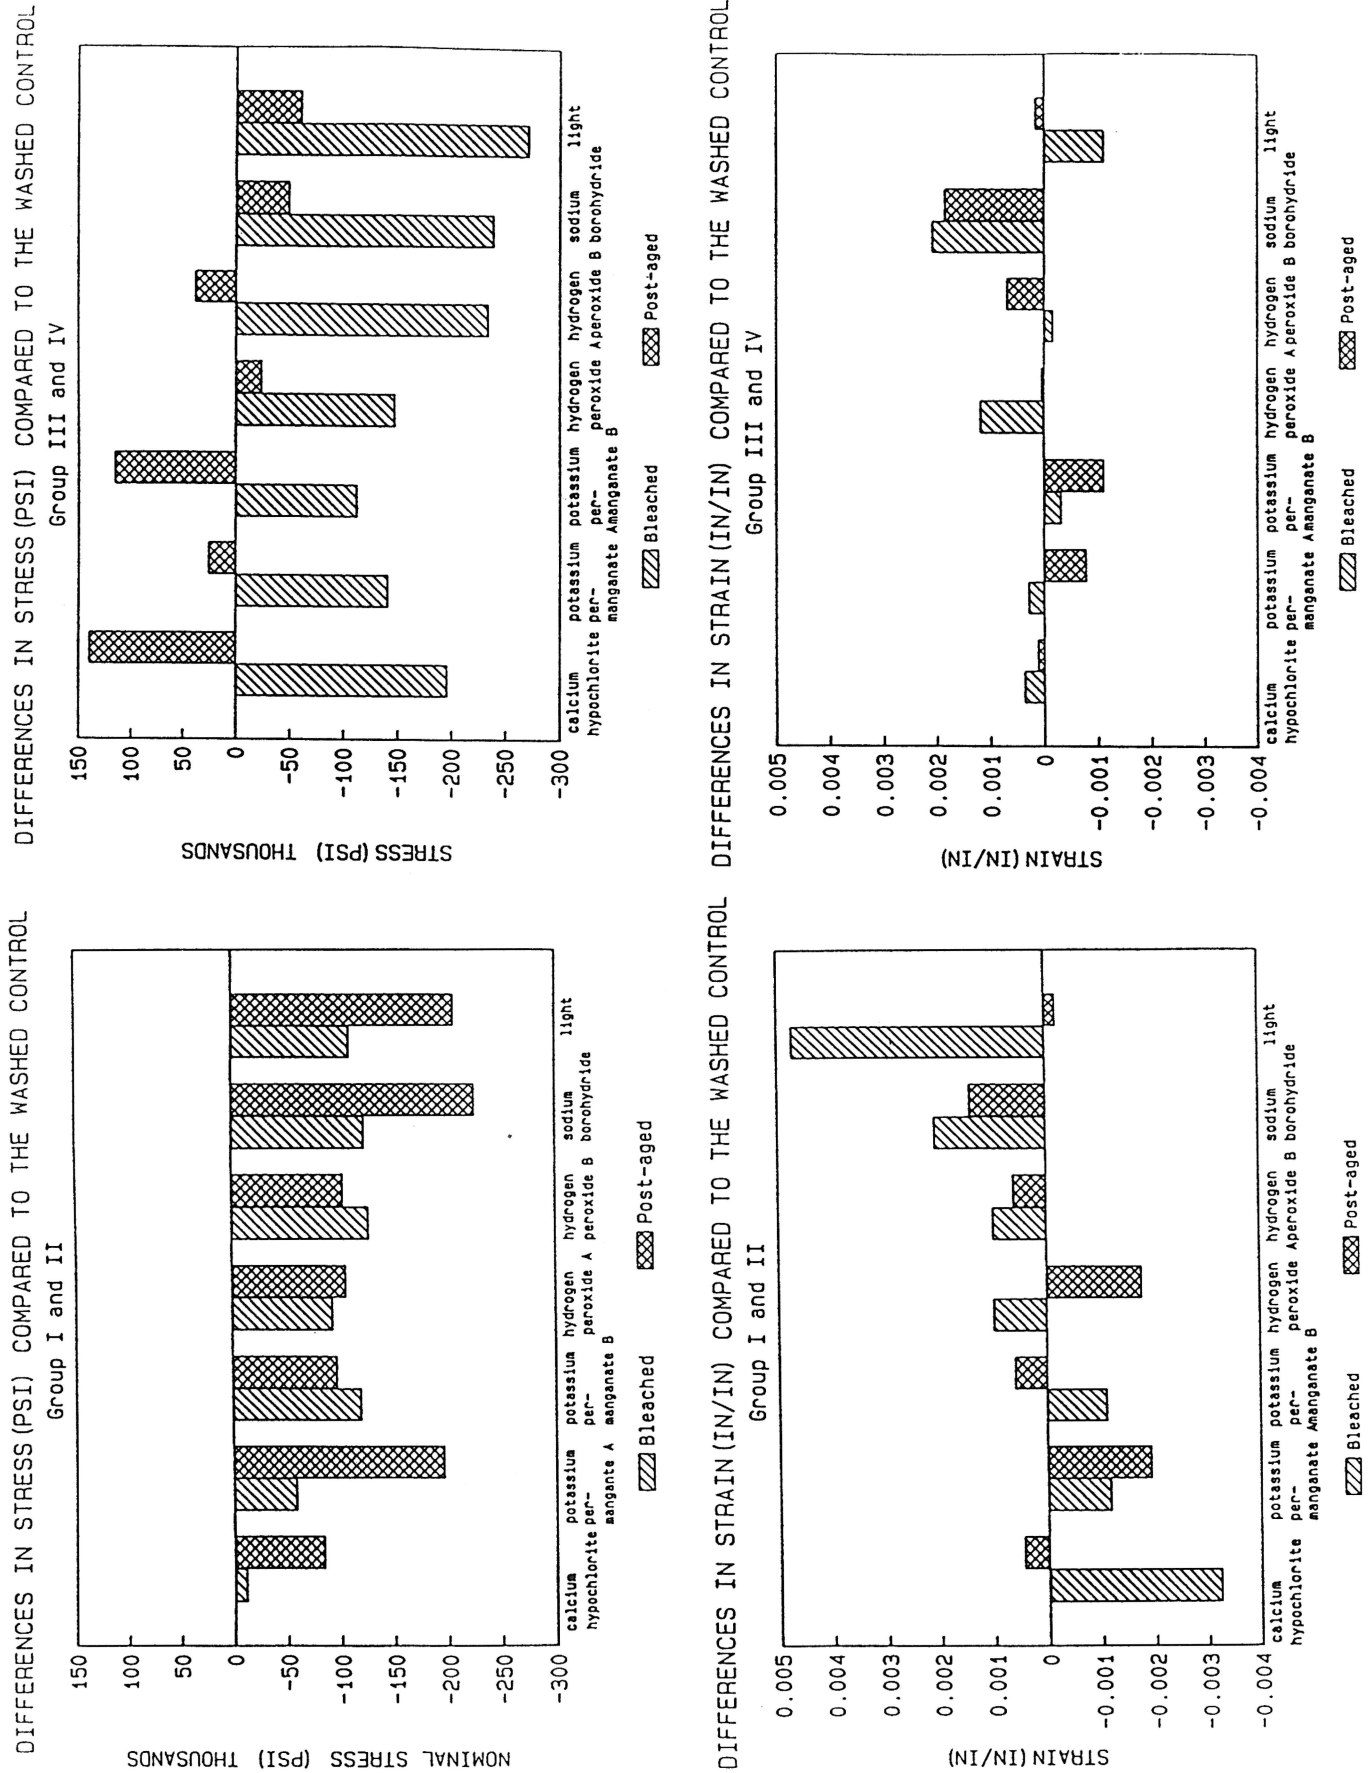 DIFFERENCES IN STRESS(PSI) COMPARED TO THE WASHED CONTROL
Group I and II
NOMINAL STRESS (PSI) THOUSANDS
150
100
50
0
-50
-100
-150
-200
-250
-300
calcium potassium potassium hydrogen hydrogen sodium light
hypochlorite per- per- peroxide A peroxide B borohydride
mangante A manganate B
Bleached Post-aged
DIFFERENCES IN STRESS(PSI) COMPARED TO THE WASHED CONTROL
Group III and IV
STRESS(PSI) THOUSANDS
150
100
50
0
-50
-100
-150
-200
-250
-300
calcium potassium potassium hydrogen hydrogen sodium light
hypochlorite per- per- peroxide A peroxide B borohydride
manganate A manganate B
Bleached Post-aged
DIFFERENCES IN STRAIN(IN/IN) COMPARED TO THE WASHED CONTROL
Group I and II
STRAIN(IN/IN)
0.005
0.004
0.003
0.002
0.001
0
-0.001
-0.002
-0.003
-0.004
calcium potassium potassium hydrogen hydrogen sodium light
hypochlorite per- per- peroxide A peroxide B borohydride
manganate A manganate B
Bleached Post-aged
DIFFERENCES IN STRAIN(IN/IN) COMPARED TO THE WASHED CONTROL
Group III and IV
STRAIN(IN/IN)
0.005
0.004
0.003
0.002
0.001
0
-0.001
-0.002
-0.003
-0.004
calcium potassium potassium hydrogen hydrogen sodium light
hypochlorite per- per- peroxide A peroxide B borohydride
manganate A manganate B
Bleached Post-aged